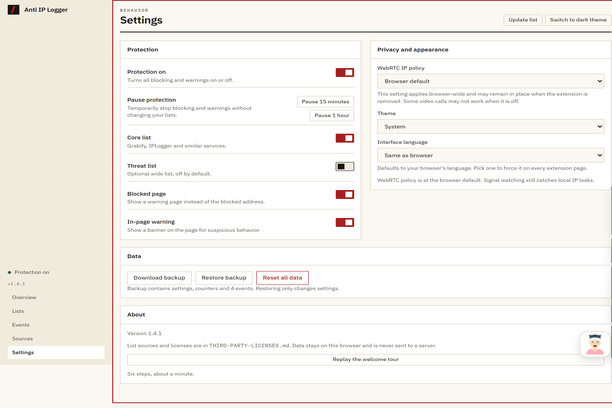 Anti IP Logger
BEHAVIOR
Settings
Update list
Switch to dark theme
Protection
Protection on
Turns all blocking and warnings on or off.
Pause protection
Temporarily stop blocking and warnings without
changing your lists.
Pause 15 minutes
Pause 1 hour
Core list
Grabify, IPLogger and similar services.
Threat list
Optional wide list, off by default.
Blocked page
Show a warning page instead of the blocked address.
In-page warning
Show a banner on the page for suspicious behavior.
Privacy and appearance
WebRTC IP policy
Browser default
This setting applies browser-wide and may remain in place when the extension is
removed. Some video calls may not work when it is off.
Theme
System
Interface language
Same as browser
Defaults to your browser's language. Pick one to force it on every extension page.
WebRTC policy is at the browser default. Signal watching still catches local IP leaks.
Data
Download backup
Restore backup
Reset all data
Backup contains settings, counters and 4 events. Restoring only changes settings.
About
Version 1.4.1
List sources and licenses are in THIRD-PARTY-LICENSES.md. Data stays on this browser and is never sent to a server.
Replay the welcome tour
Six steps, about a minute.
Protection on
v1.4.1
Overview
Lists
Events
Sources
Settings